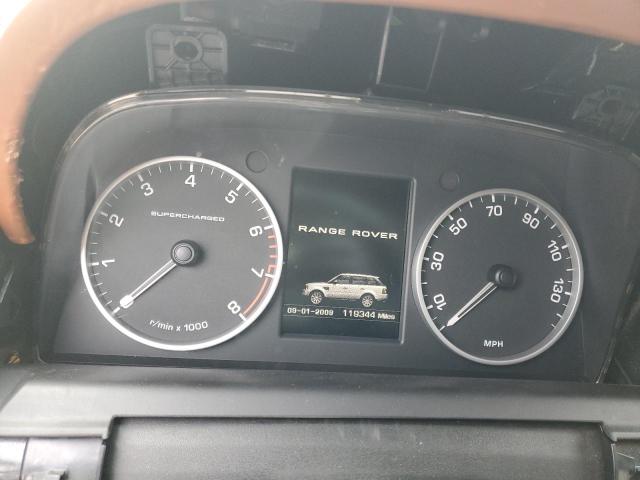 1 2 3 4 5 6 7 8
SUPERCHARGED
r/min x 1000
RANGE ROVER
09-01-2009 119344 Miles
10 30 50 70 90 110 130
MPH